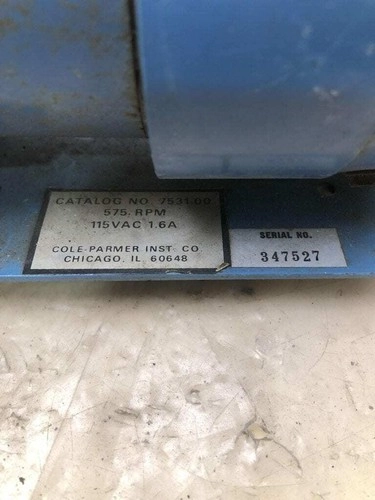 CATALOG NO. 7531-00
575 RPM
115VAC 1.6A
COLE-PARMER INST. CO
CHICAGO, IL. 60648
SERIAL NO.
347527